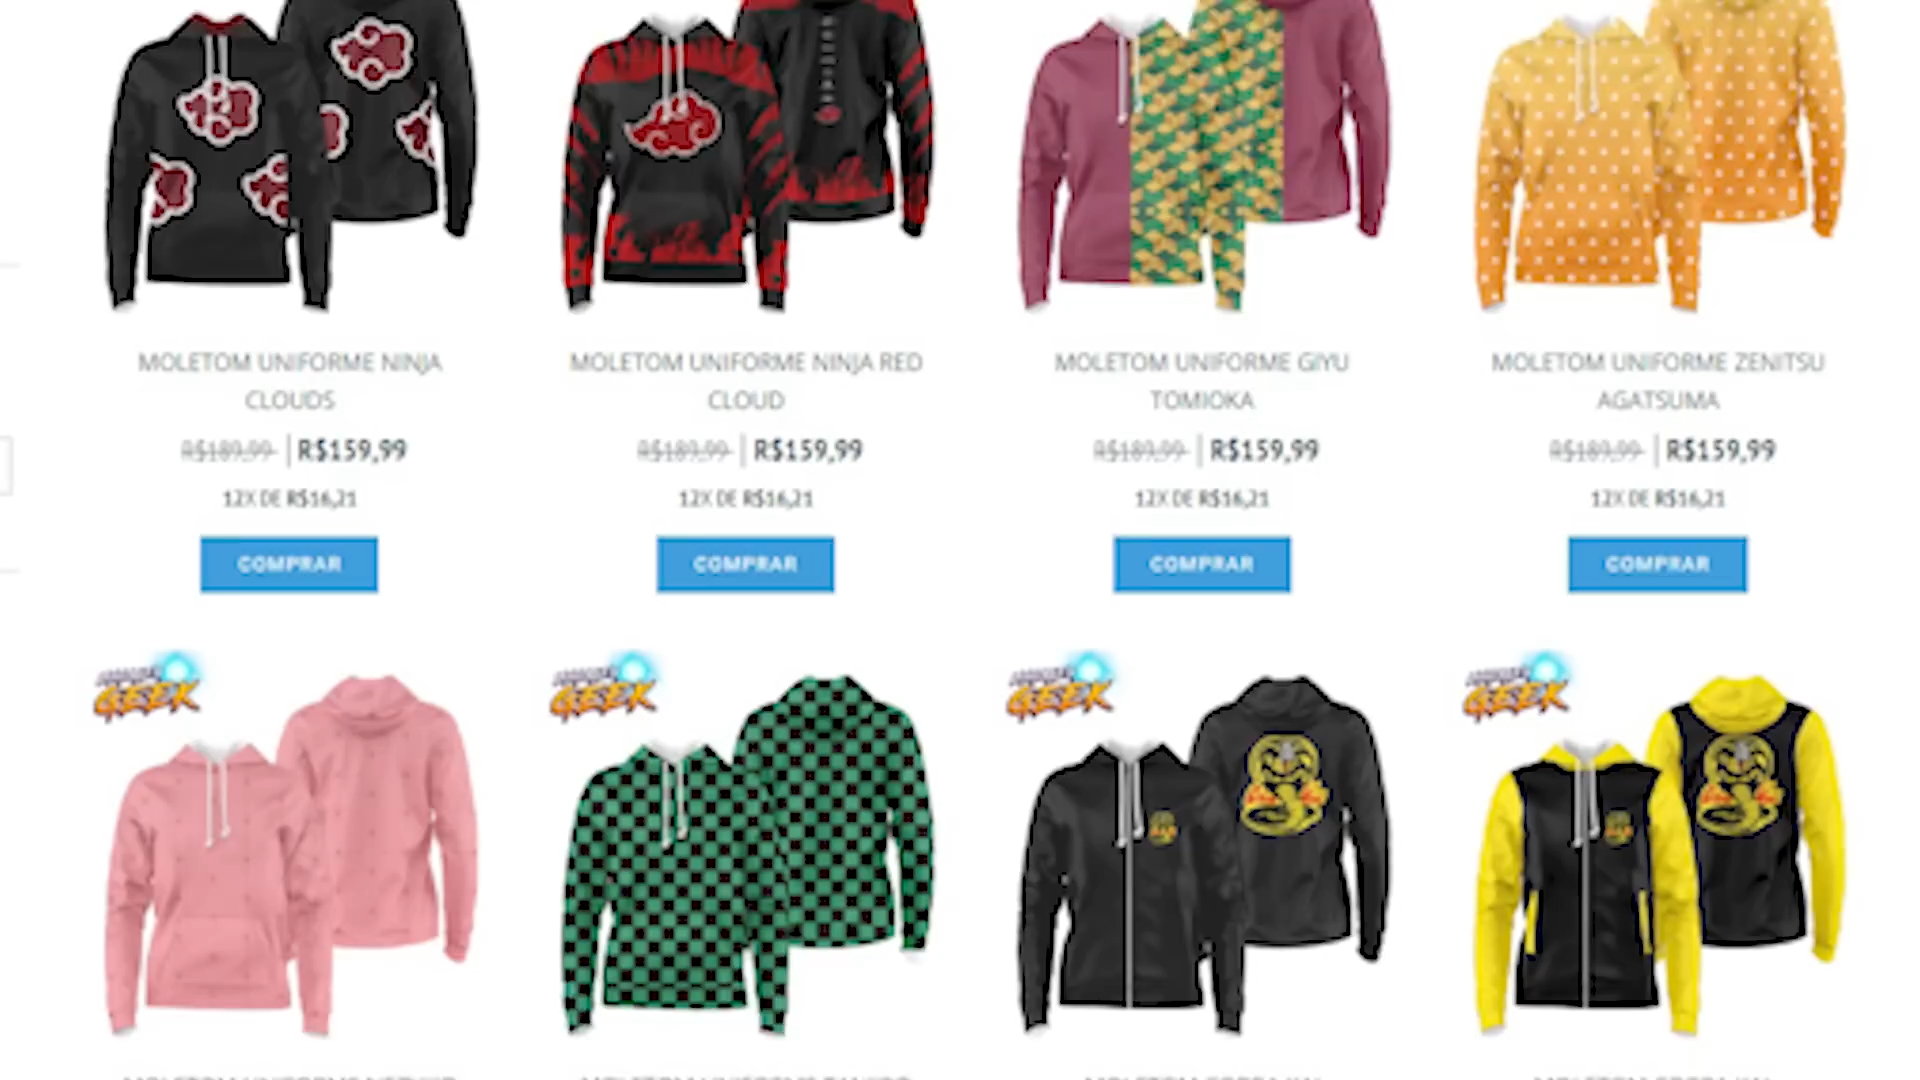 MOLETOM UNIFORME NINJA
CLOUDS
R$189,99 R$159,99
12X DE R$16,21
COMPRAR
MOLETOM UNIFORME NINJA RED
CLOUD
R$189,99 R$159,99
12X DE R$16,21
COMPRAR
MOLETOM UNIFORME GIYU
TOMIOKA
R$189,99 R$159,99
12X DE R$16,21
COMPRAR
MOLETOM UNIFORME ZENITSU
AGATSUMA
R$189,99 R$159,99
12X DE R$16,21
COMPRAR
GEEK
GEEK
GEEK
GEEK